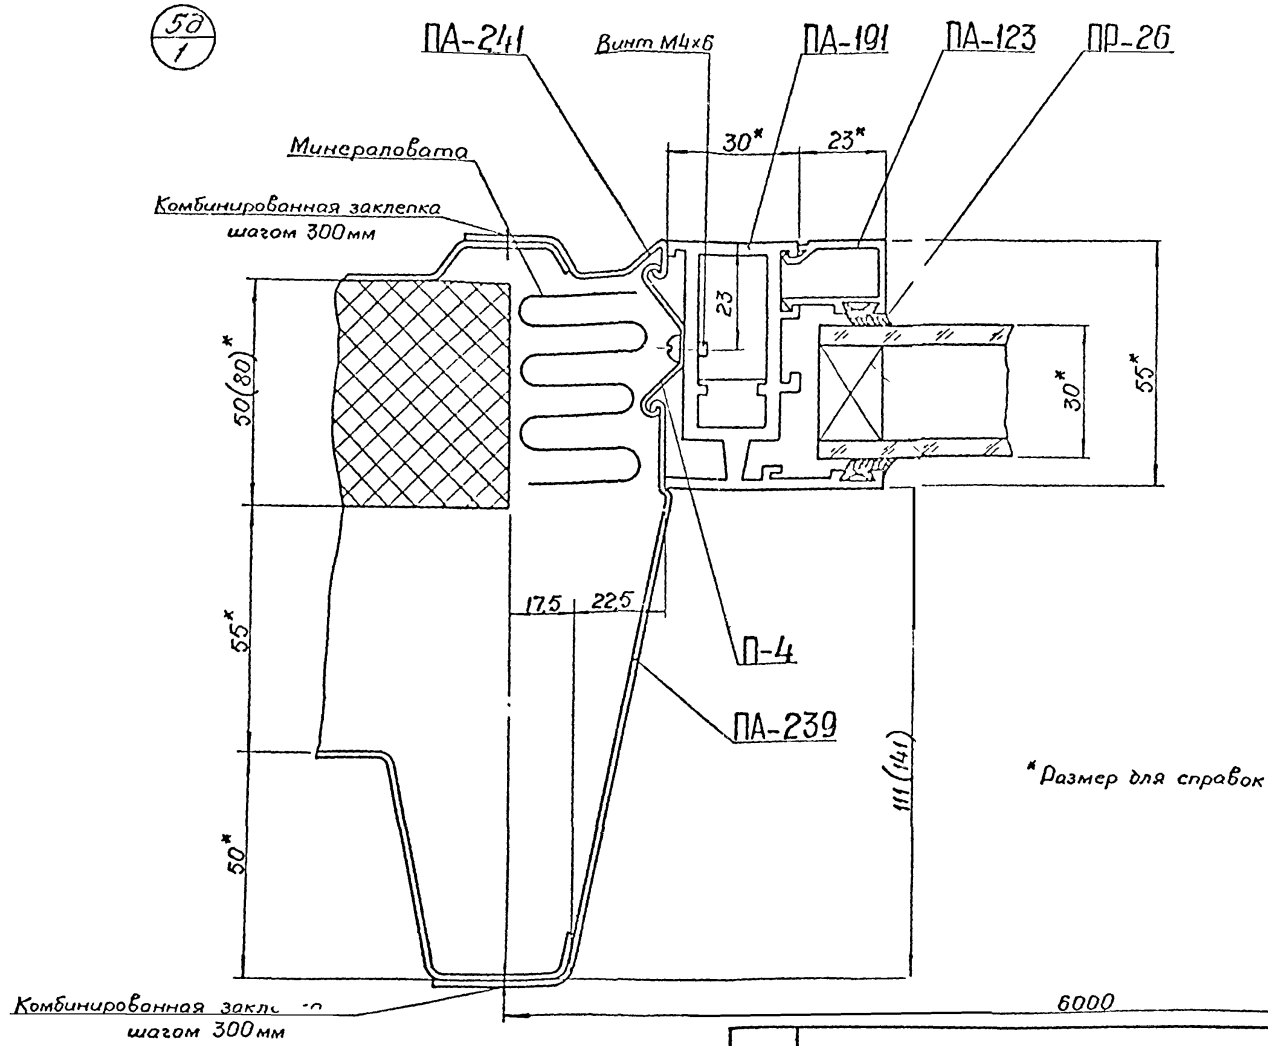 5д
1
ПА-241
Винт М4х6
ПА-191
ПА-123
ПР-26
Минераловата
30*
23*
Комбинированная заклепка
шагом 300мм
23
50(80)*
30*
55*
17,5
22,5
55*
П-4
ПА-239
111(141)
*Размер для справок
50*
Комбинированная
шагом 300мм
6000